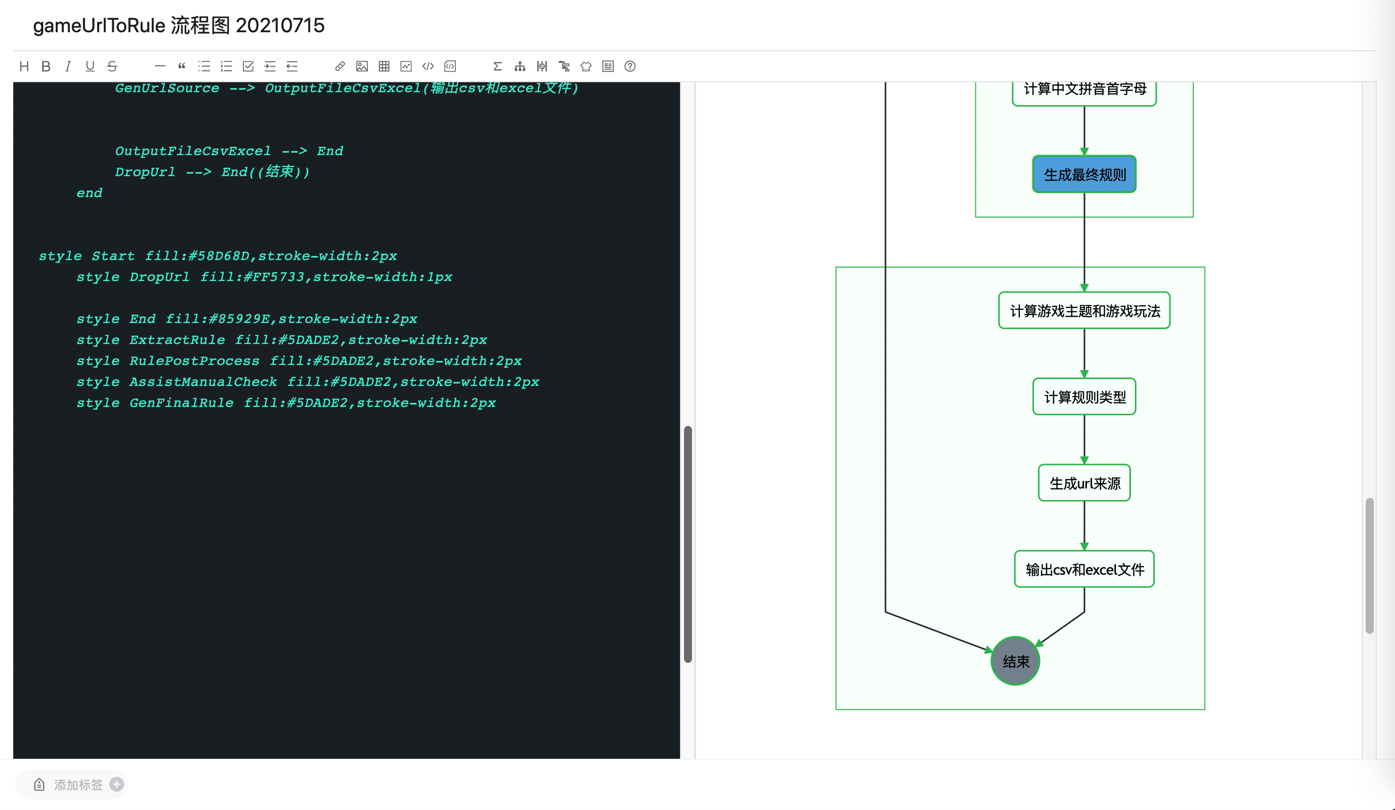 gameUrlToRule 流程图 20210715
GenUrlSource --> OutputFileCsvExcel(输出csv和excel文件)
OutputFileCsvExcel --> End
DropUrl --> End((结束))
end
style Start fill:#58D68D,stroke-width:2px
style DropUrl fill:#FF5733,stroke-width:1px
style End fill:#85929E,stroke-width:2px
style ExtractRule fill:#5DADE2,stroke-width:2px
style RulePostProcess fill:#5DADE2,stroke-width:2px
style AssistManualCheck fill:#5DADE2,stroke-width:2px
style GenFinalRule fill:#5DADE2,stroke-width:2px
计算中文拼音首字母
生成最终规则
计算游戏主题和游戏玩法
计算规则类型
生成url来源
输出csv和excel文件
结束
添加标签